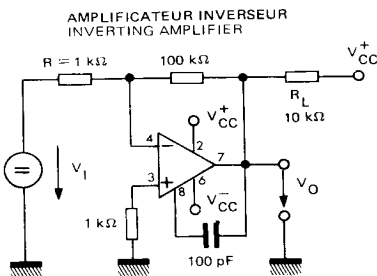 AMPLIFICATEUR INVERSEUR
INVERTING AMPLIFIER
R = 1 kΩ
100 kΩ
V+CC
RL
10 kΩ
V+CC
4
−
2
7
3
+
8
6
V−CC
VI
VO
1 kΩ
100 pF